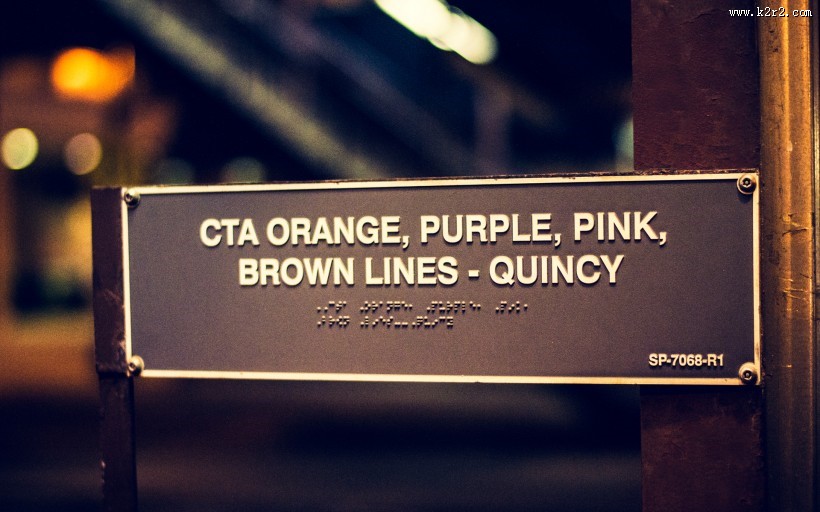 www.k2r2.com
CTA ORANGE, PURPLE, PINK,
BROWN LINES - QUINCY
SP-7068-R1